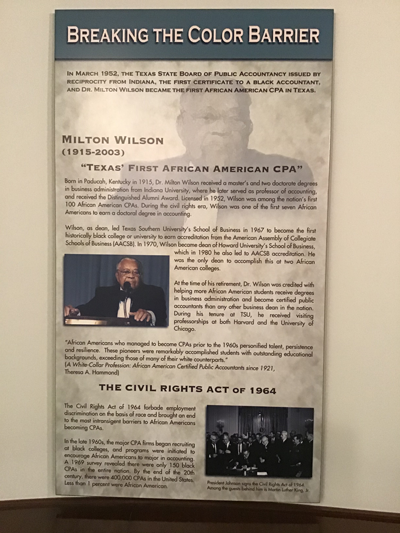 BREAKING THE COLOR BARRIER
IN MARCH 1952, THE TEXAS STATE BOARD OF PUBLIC ACCOUNTANCY ISSUED BY
RECIPROCITY FROM INDIANA, THE FIRST CERTIFICATE TO A BLACK ACCOUNTANT,
AND DR. MILTON WILSON BECAME THE FIRST AFRICAN AMERICAN CPA IN TEXAS.
MILTON WILSON
(1915-2003)
"TEXAS' FIRST AFRICAN AMERICAN CPA"
Born in Paducah, Kentucky in 1915, Dr. Milton Wilson received a master's and two doctorate degrees
in business administration from Indiana University, where he later served as professor of accounting,
and received the Distinguished Alumni Award. Licensed in 1952, Wilson was among the nation's first
100 African American CPAs. During the civil rights era, Wilson was one of the first seven African
Americans to earn a doctoral degree in accounting.
Wilson, as dean, led Texas Southern University's School of Business in 1967 to become the first
historically black college or university to earn accreditation from the American Assembly of Collegiate
Schools of Business (AACSB). In 1970, Wilson became dean of Howard University's School of Business,
which in 1980 he also led to AACSB accreditation. He
was the only dean to accomplish this at two African
American colleges.
At the time of his retirement, Dr. Wilson was credited with
helping more African American students receive degrees
in business administration and become certified public
accountants than any other business dean in the nation.
During his tenure at TSU, he received visiting
professorships at both Harvard and the University of
Chicago.
"African Americans who managed to become CPAs prior to the 1960s personified talent, persistence
and resilience. These pioneers were remarkably accomplished students with outstanding educational
backgrounds, exceeding those of many of their white counterparts."
(A White-Collar Profession: African American Certified Public Accountants since 1921,
Theresa A. Hammond)
THE CIVIL RIGHTS ACT OF 1964
The Civil Rights Act of 1964 forbade employment
discrimination on the basis of race and brought an end
to the most intransigent barriers to African Americans
becoming CPAs.
In the late 1960s, the major CPA firms began recruiting
at black colleges, and programs were initiated to
encourage African Americans to major in accounting.
A 1969 survey revealed there were only 150 black
CPAs in the entire nation. By the end of the 20th
century, there were 400,000 CPAs in the United States.
Less than 1 percent were African American.
President Johnson signs the Civil Rights Act of 1964.
Among the guests behind him is Martin Luther King, Jr.